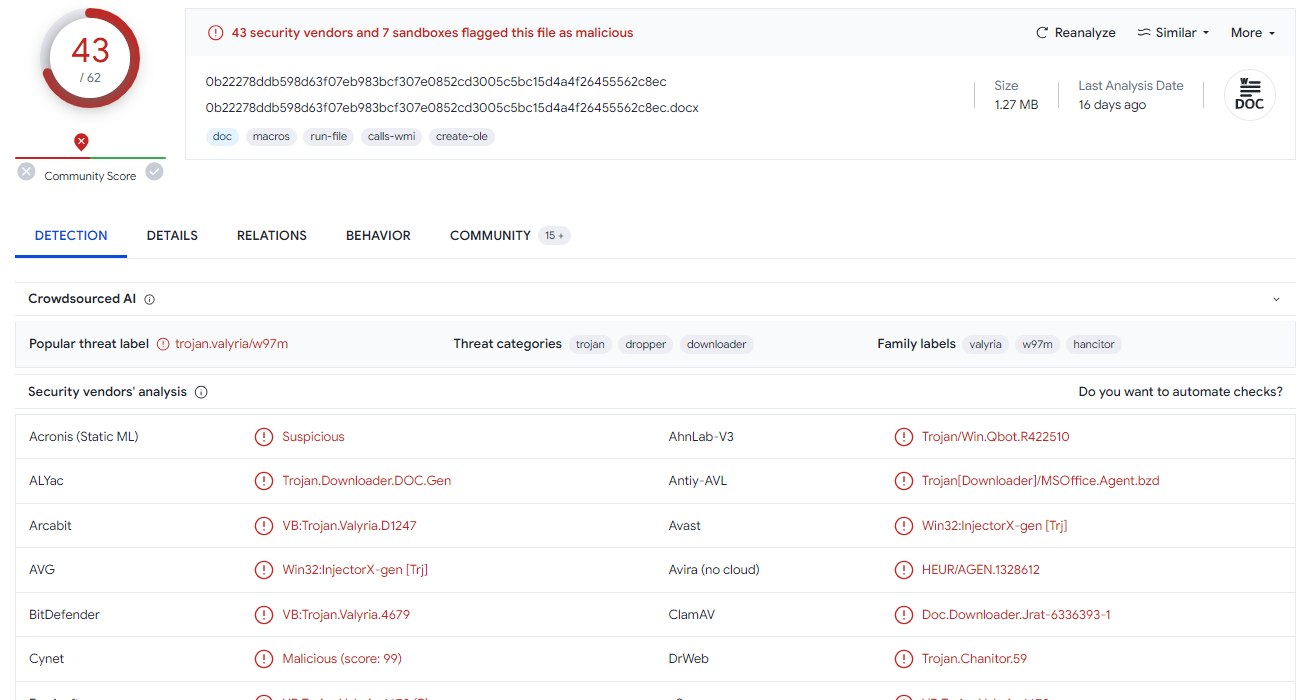 43
/ 62
Community Score
43 security vendors and 7 sandboxes flagged this file as malicious
Reanalyze Similar More
0b22278ddb598d63f07eb983bcf307e0852cd3005c5bc15d4a4f26455562c8ec
0b22278ddb598d63f07eb983bcf307e0852cd3005c5bc15d4a4f26455562c8ec.docx
doc macros run-file calls-wmi create-ole
Size
1.27 MB
Last Analysis Date
16 days ago
W
DOC
DETECTION DETAILS RELATIONS BEHAVIOR COMMUNITY 15 +
Crowdsourced AI
Popular threat label trojan.valyria/w97m Threat categories trojan dropper downloader Family labels valyria w97m hancitor
Security vendors' analysis Do you want to automate checks?
Acronis (Static ML) Suspicious AhnLab-V3 Trojan/Win.Qbot.R422510
ALYac Trojan.Downloader.DOC.Gen Antiy-AVL Trojan[Downloader]/MSOffice.Agent.bzd
Arcabit VB:Trojan.Valyria.D1247 Avast Win32:InjectorX-gen [Trj]
AVG Win32:InjectorX-gen [Trj] Avira (no cloud) HEUR/AGEN.1328612
BitDefender VB:Trojan.Valyria.4679 ClamAV Doc.Downloader.Jrat-6336393-1
Cynet Malicious (score: 99) DrWeb Trojan.Chanitor.59